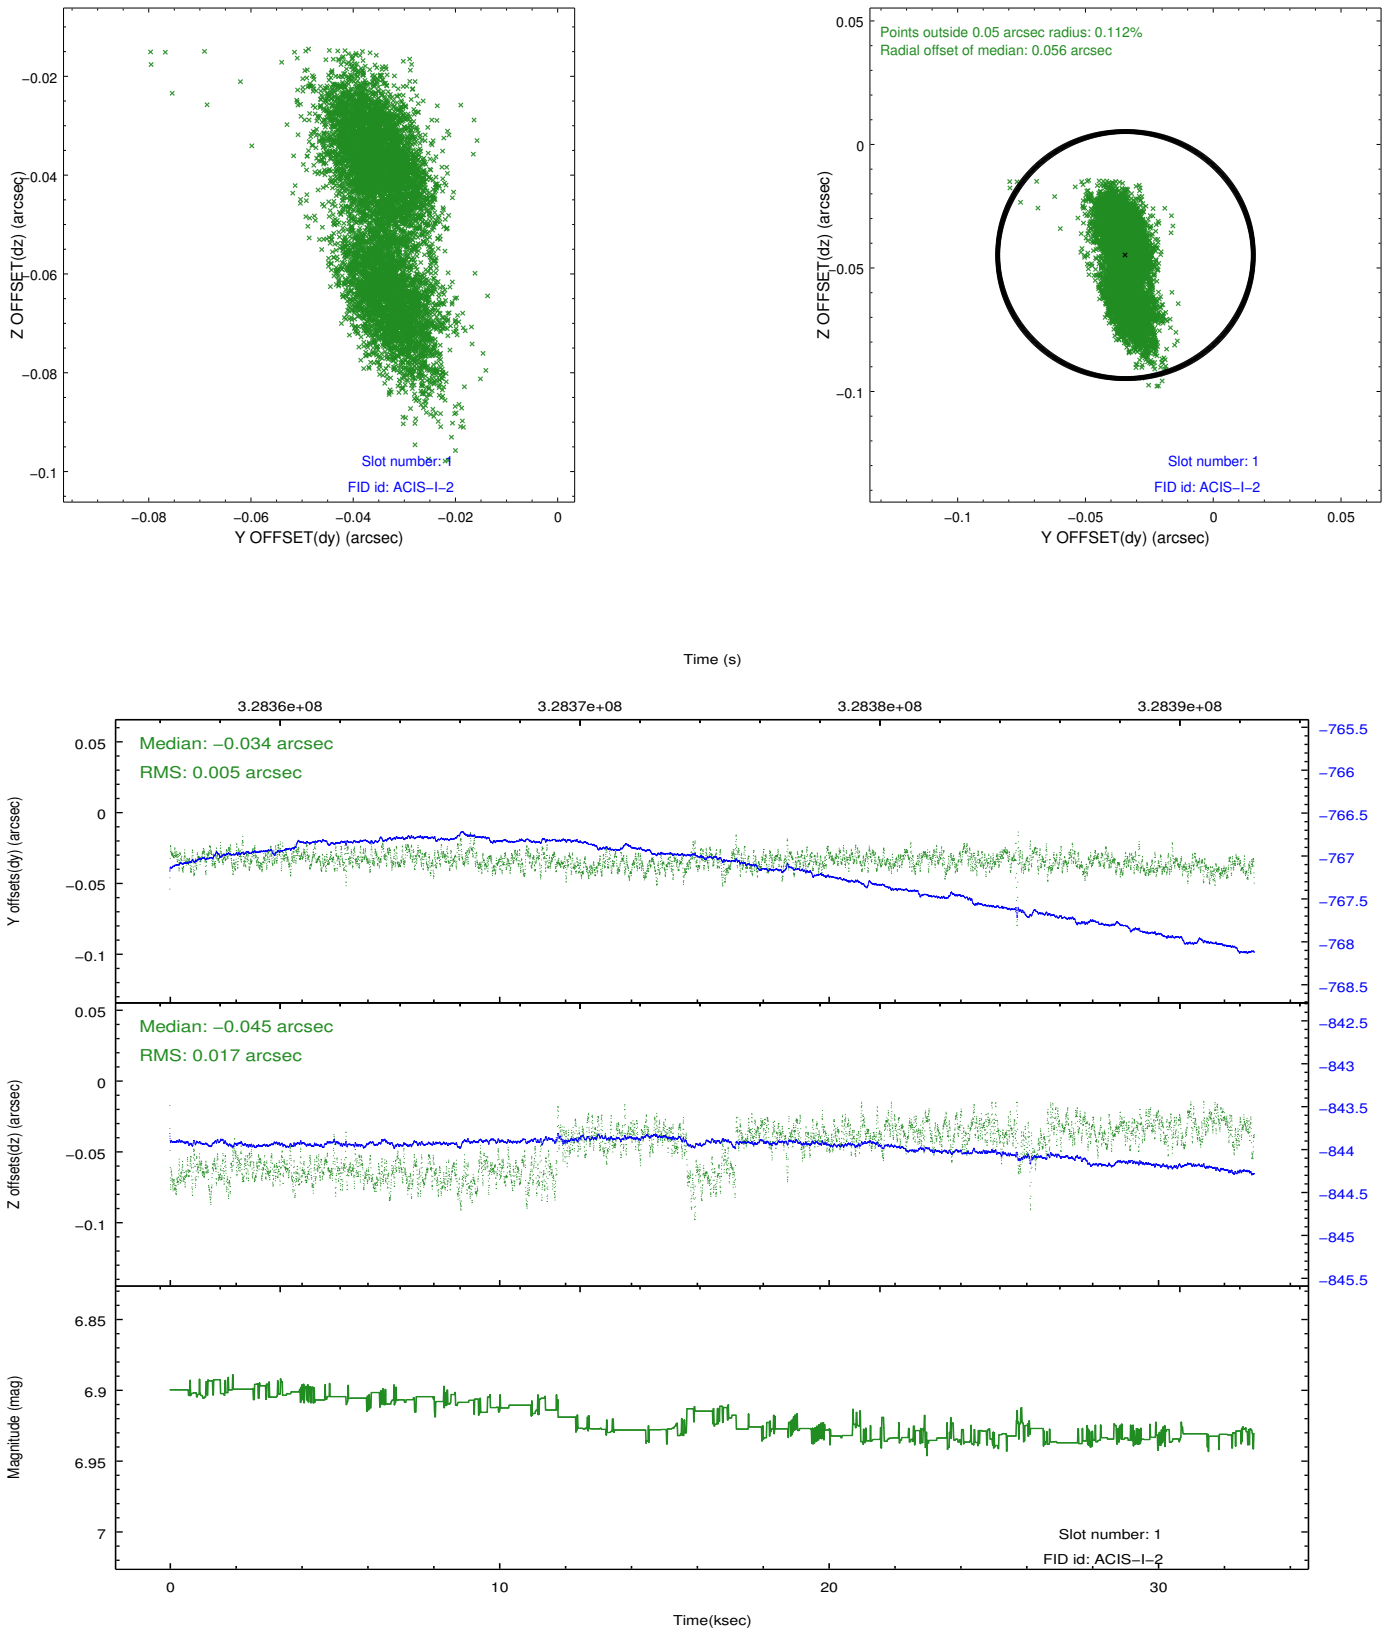 −0.02
−0.04
−0.06
−0.08
−0.1
Z OFFSET(dz) (arcsec)
Slot number: 1
FID id: ACIS−I−2
−0.08
−0.06
−0.04
−0.02
0
Y OFFSET(dy) (arcsec)
Points outside 0.05 arcsec radius: 0.112%
Radial offset of median: 0.056 arcsec
0.05
0
−0.05
−0.1
Z OFFSET(dz) (arcsec)
Slot number: 1
FID id: ACIS−I−2
−0.1
−0.05
0
0.05
Y OFFSET(dy) (arcsec)
Time (s)
3.2836e+08
3.2837e+08
3.2838e+08
3.2839e+08
Median: −0.034 arcsec
RMS: 0.005 arcsec
0.05
0
−0.05
−0.1
Y offsets(dy) (arcsec)
−765.5
−766
−766.5
−767
−767.5
−768
−768.5
Median: −0.045 arcsec
RMS: 0.017 arcsec
0.05
0
−0.05
−0.1
Z offsets(dz) (arcsec)
−842.5
−843
−843.5
−844
−844.5
−845
−845.5
6.85
6.9
6.95
7
Magnitude (mag)
Slot number: 1
FID id: ACIS−I−2
0
10
20
30
Time(ksec)